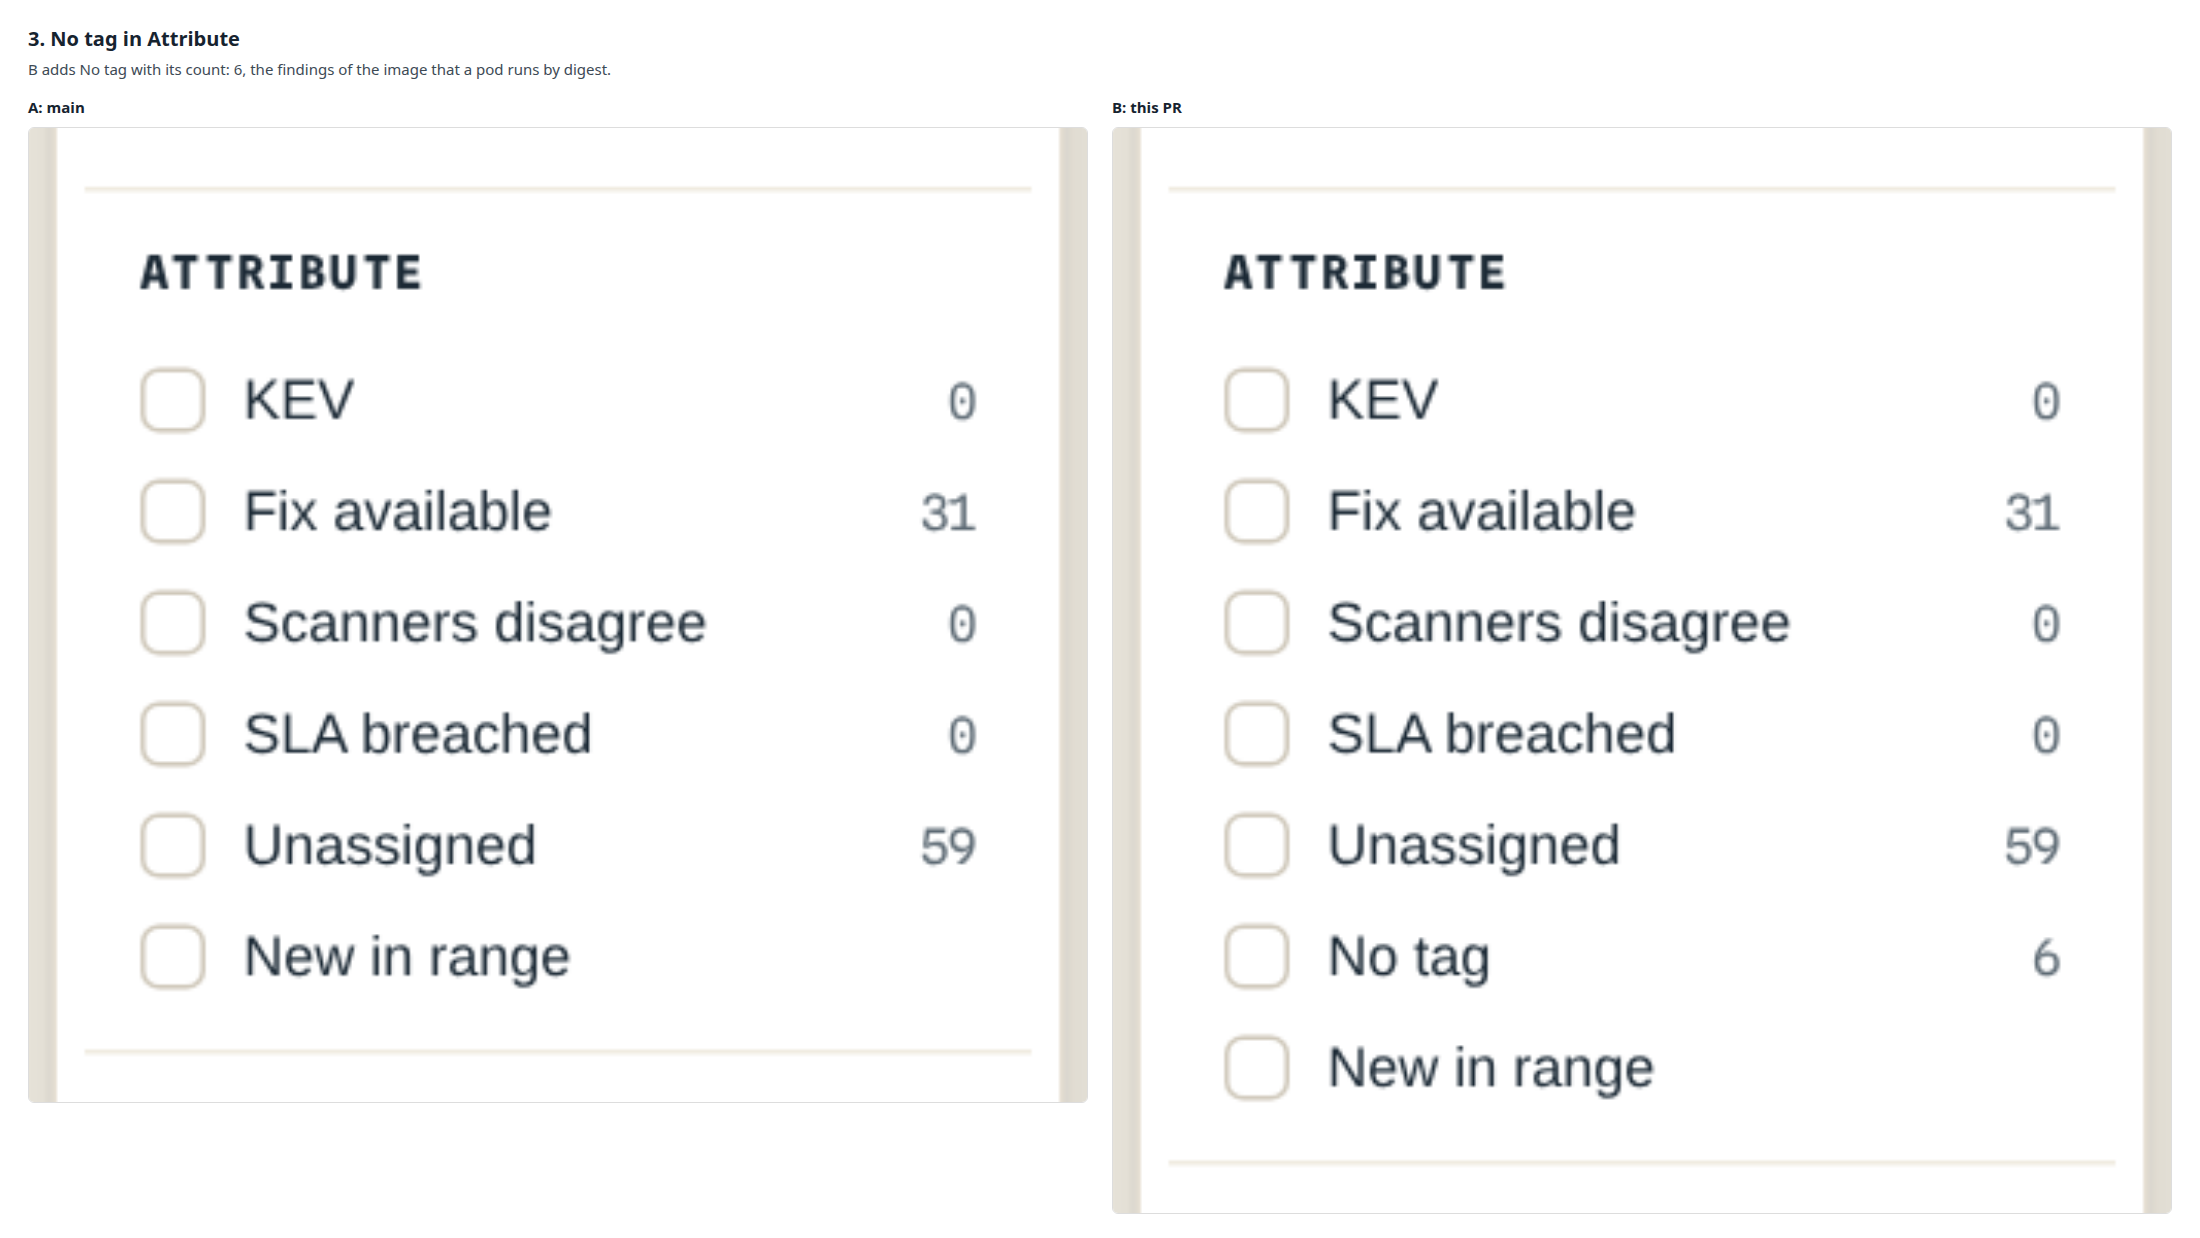 3. No tag in Attribute
B adds No tag with its count: 6, the findings of the image that a pod runs by digest.
A: main
ATTRIBUTE
KEV 0
Fix available 31
Scanners disagree 0
SLA breached 0
Unassigned 59
New in range
B: this PR
ATTRIBUTE
KEV 0
Fix available 31
Scanners disagree 0
SLA breached 0
Unassigned 59
No tag 6
New in range